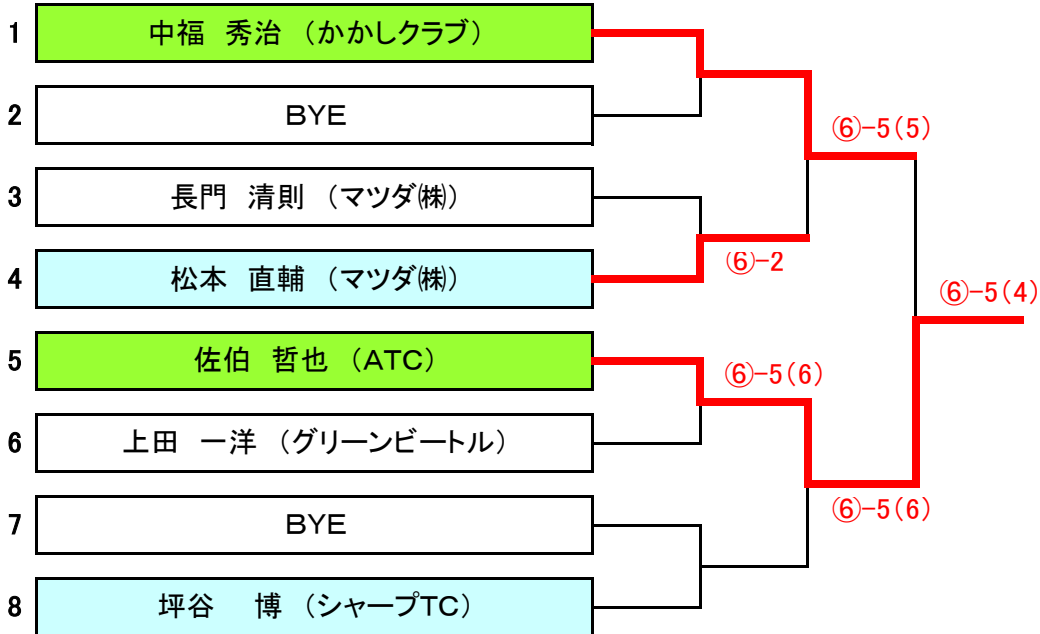 1 中福 秀治 (かかしクラブ)
2 BYE
⑥-5(5)
3 長門 清則 (マツダ㈱)
⑥-2
4 松本 直輔 (マツダ㈱)
⑥-5(4)
5 佐伯 哲也 (ATC)
⑥-5(6)
6 上田 一洋 (グリーンビートル)
⑥-5(6)
7 BYE
8 坪谷 博 (シャープTC)